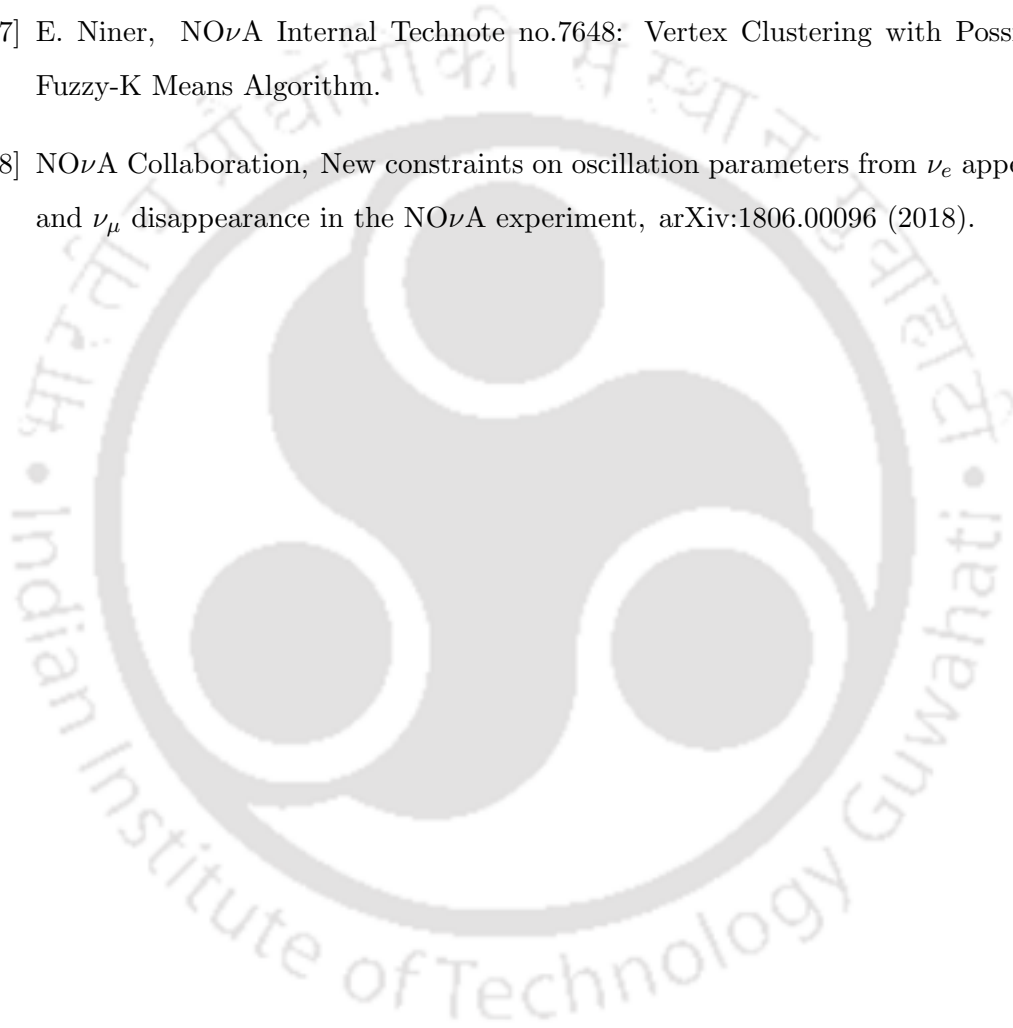 7] E. Niner, NOνA Internal Technote no.7648: Vertex Clustering with Poss
Fuzzy-K Means Algorithm.
8] NOνA Collaboration, New constraints on oscillation parameters from νe app
and νμ disappearance in the NOνA experiment, arXiv:1806.00096 (2018).
भारतीय प्रौद्योगिकी संस्थान गुवाहाटी
• Indian Institute of Technology Guwahati •